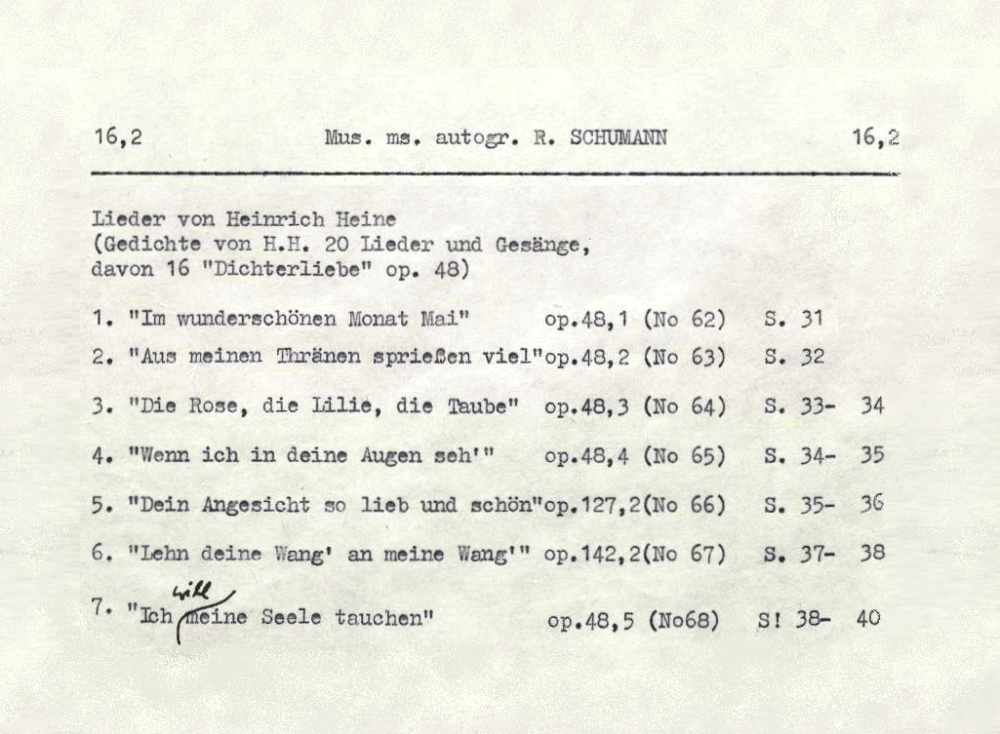 16,2 Mus. ms. autogr. R. SCHUMANN 16,2
Lieder von Heinrich Heine
(Gedichte von H.H. 20 Lieder und Gesänge,
davon 16 "Dichterliebe" op. 48)
1. "Im wunderschönen Monat Mai" op.48,1 (No 62) S. 31
2. "Aus meinen Thränen sprießen viel"op.48,2 (No 63) S. 32
3. "Die Rose, die Lilie, die Taube" op.48,3 (No 64) S. 33- 34
4. "Wenn ich in deine Augen seh'" op.48,4 (No 65) S. 34- 35
5. "Dein Angesicht so lieb und schön"op.127,2(No 66) S. 35- 36
6. "Lehn deine Wang' an meine Wang'" op.142,2(No 67) S. 37- 38
will
7. "Ich meine Seele tauchen" op.48,5 (No68) S! 38- 40